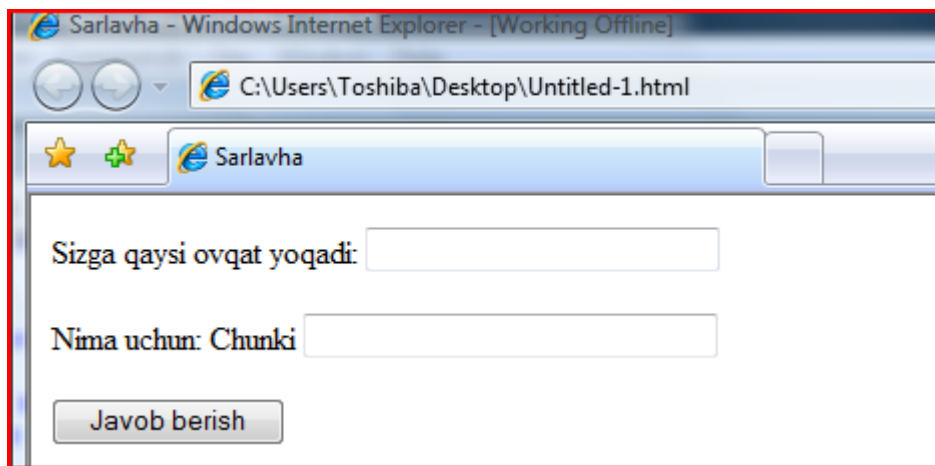 Sarlavha - Windows Internet Explorer - [Working Offline]
C:\Users\Toshiba\Desktop\Untitled-1.html
Sarlavha
Sizga qaysi ovqat yoqadi:
Nima uchun: Chunki
Javob berish